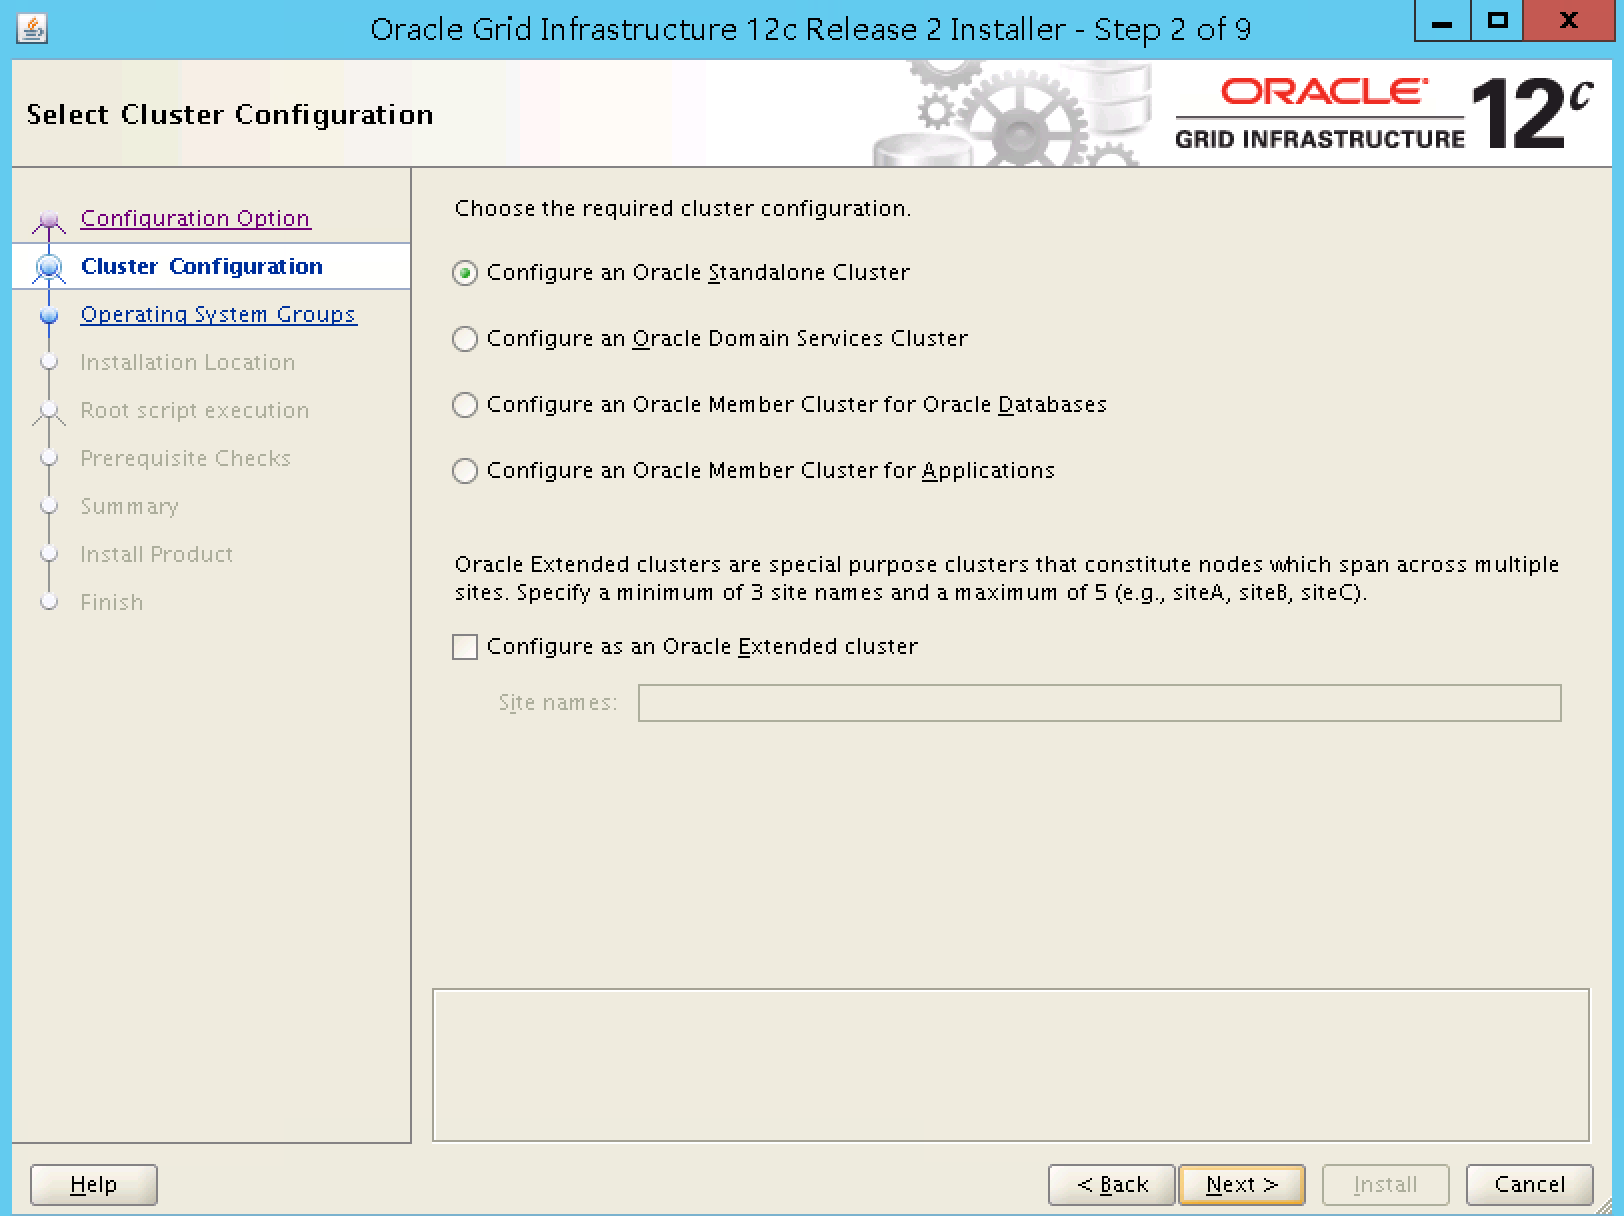 Oracle Grid Infrastructure 12c Release 2 Installer - Step 2 of 9
Select Cluster Configuration
ORACLE
GRID INFRASTRUCTURE
12c
Configuration Option
Cluster Configuration
Operating System Groups
Installation Location
Root script execution
Prerequisite Checks
Summary
Install Product
Finish
Choose the required cluster configuration.
Configure an Oracle Standalone Cluster
Configure an Oracle Domain Services Cluster
Configure an Oracle Member Cluster for Oracle Databases
Configure an Oracle Member Cluster for Applications
Oracle Extended clusters are special purpose clusters that constitute nodes which span across multiple
sites. Specify a minimum of 3 site names and a maximum of 5 (e.g., siteA, siteB, siteC).
Configure as an Oracle Extended cluster
Site names:
Help
< Back
Next >
Install
Cancel